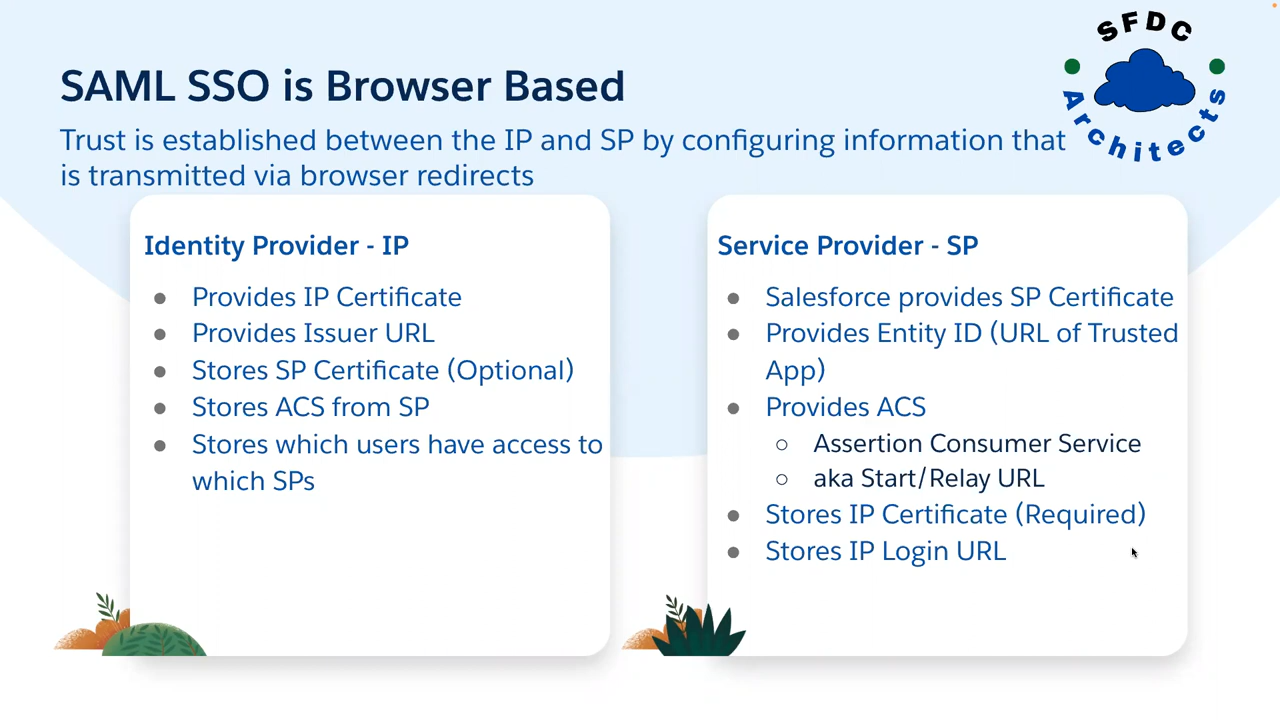 SFDC
Architects
SAML SSO is Browser Based
Trust is established between the IP and SP by configuring information that
is transmitted via browser redirects
Identity Provider - IP
● Provides IP Certificate
● Provides Issuer URL
● Stores SP Certificate (Optional)
● Stores ACS from SP
● Stores which users have access to
which SPs
Service Provider - SP
● Salesforce provides SP Certificate
● Provides Entity ID (URL of Trusted
App)
● Provides ACS
○ Assertion Consumer Service
○ aka Start/Relay URL
● Stores IP Certificate (Required)
● Stores IP Login URL